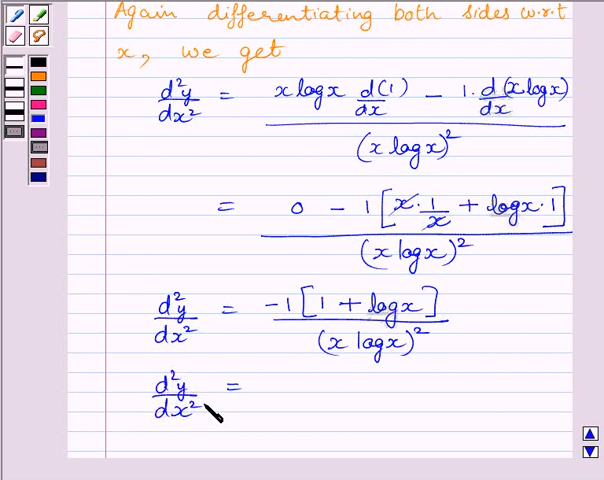 Again differentiating both sides w.r.t
x, we get
d²y/dx² = (x log x d(1)/dx − 1. d/dx (x log x)) / (x log x)²
= (0 − 1 [x · 1/x + log x · 1]) / (x log x)²
d²y/dx² = −1 [1 + log x] / (x log x)²
d²y/dx² =